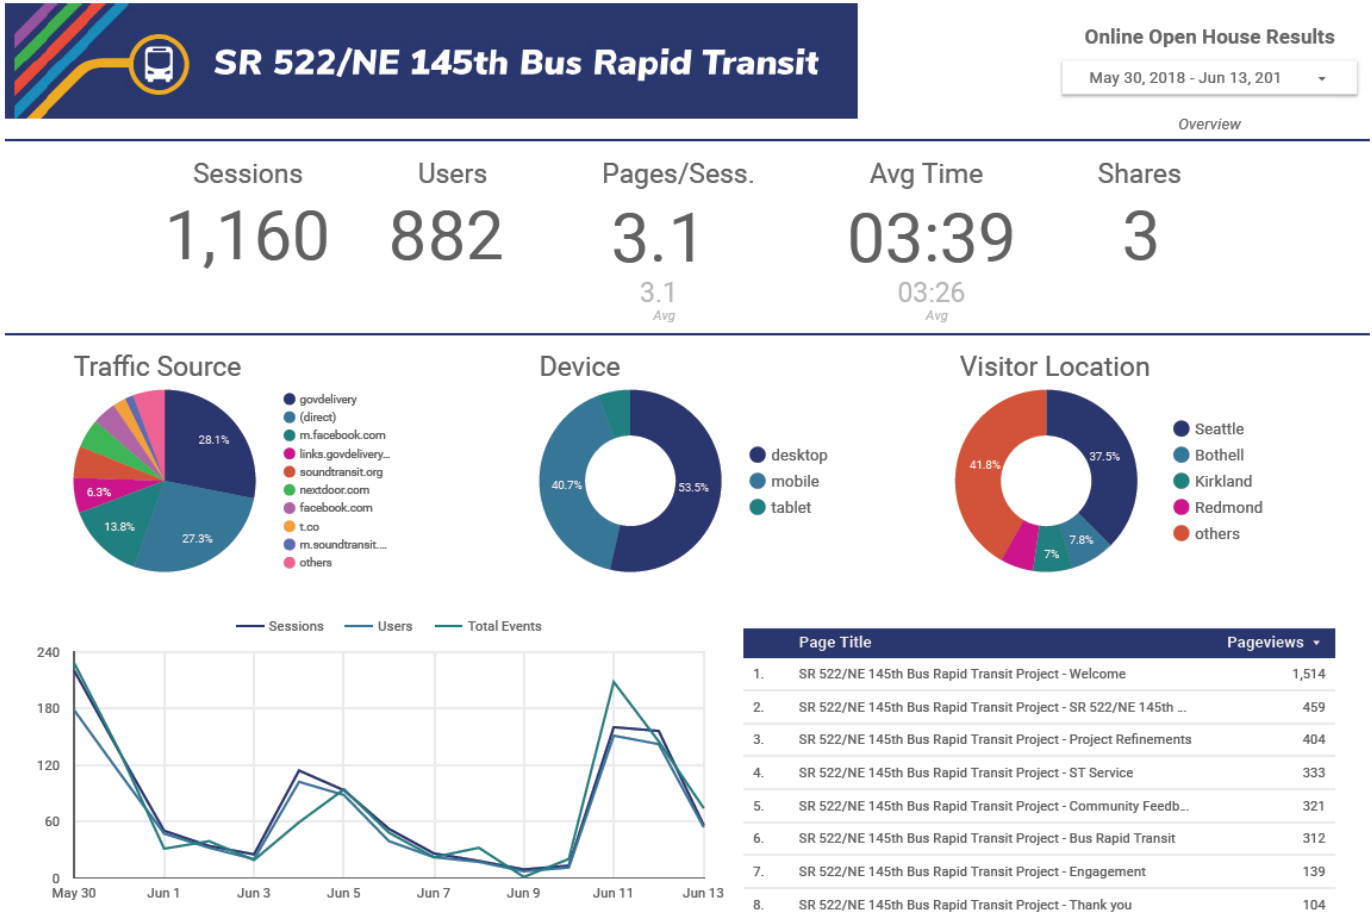 SR 522/NE 145th Bus Rapid Transit
Online Open House Results
May 30, 2018 - Jun 13, 201
Overview
Sessions
1,160
Users
882
Pages/Sess.
3.1
3.1
Avg
Avg Time
03:39
03:26
Avg
Shares
3
Traffic Source
28.1%
27.3%
13.8%
6.3%
govdelivery
(direct)
m.facebook.com
links.govdelivery...
soundtransit.org
nextdoor.com
facebook.com
t.co
m.soundtransit....
others
Device
40.7%
53.5%
desktop
mobile
tablet
Visitor Location
41.8%
37.5%
7.8%
7%
Seattle
Bothell
Kirkland
Redmond
others
Sessions Users Total Events
240
180
120
60
0
May 30 Jun 1 Jun 3 Jun 5 Jun 7 Jun 9 Jun 11 Jun 13
Page Title Pageviews
1. SR 522/NE 145th Bus Rapid Transit Project - Welcome 1,514
2. SR 522/NE 145th Bus Rapid Transit Project - SR 522/NE 145th ... 459
3. SR 522/NE 145th Bus Rapid Transit Project - Project Refinements 404
4. SR 522/NE 145th Bus Rapid Transit Project - ST Service 333
5. SR 522/NE 145th Bus Rapid Transit Project - Community Feedb... 321
6. SR 522/NE 145th Bus Rapid Transit Project - Bus Rapid Transit 312
7. SR 522/NE 145th Bus Rapid Transit Project - Engagement 139
8. SR 522/NE 145th Bus Rapid Transit Project - Thank you 104